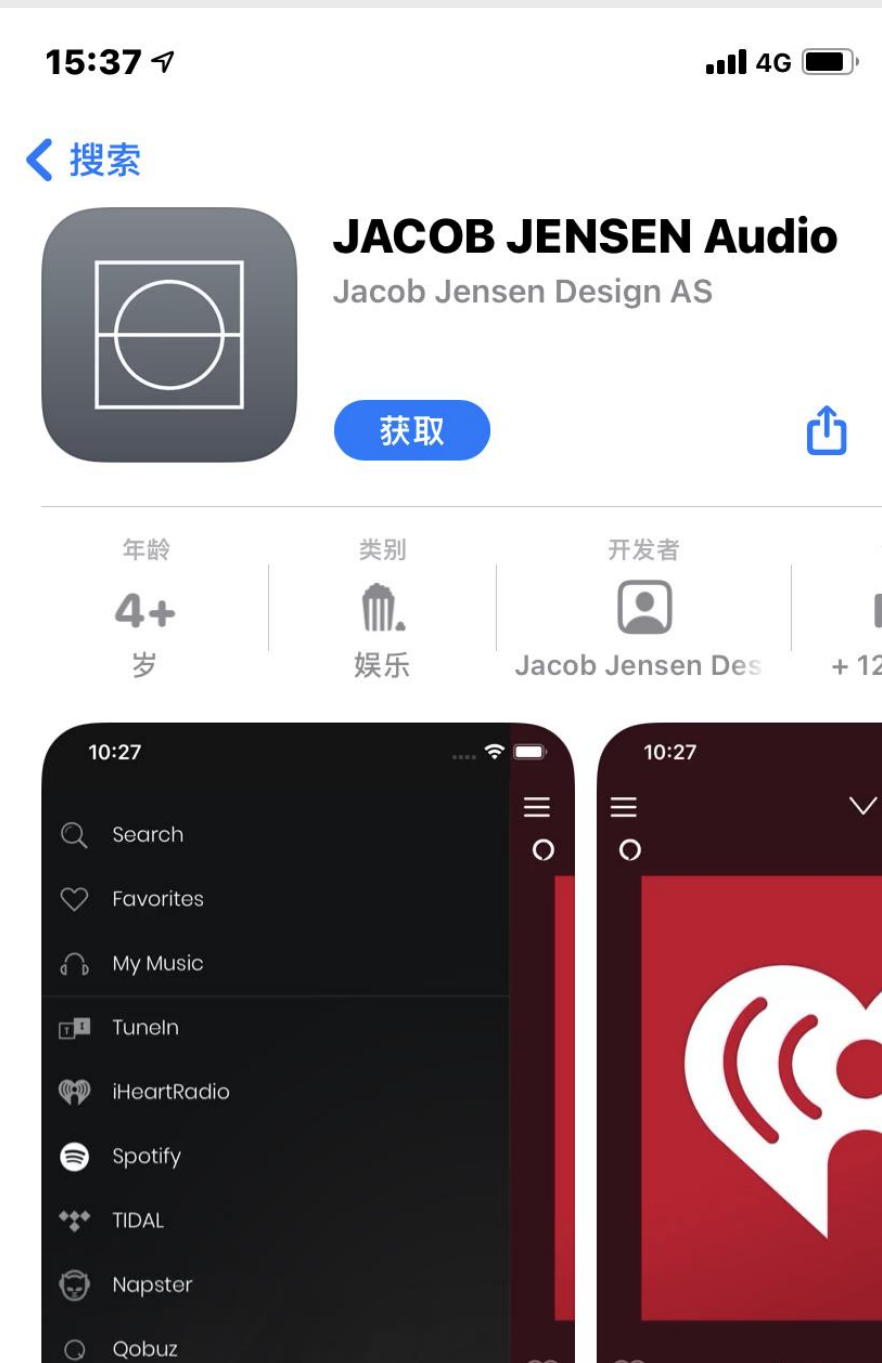 15:37
4G
搜索
JACOB JENSEN Audio
Jacob Jensen Design AS
获取
年龄
4+
岁
类别
娱乐
开发者
Jacob Jensen Des
+ 12
10:27
Search
Favorites
My Music
TuneIn
iHeartRadio
Spotify
TIDAL
Napster
Qobuz
10:27